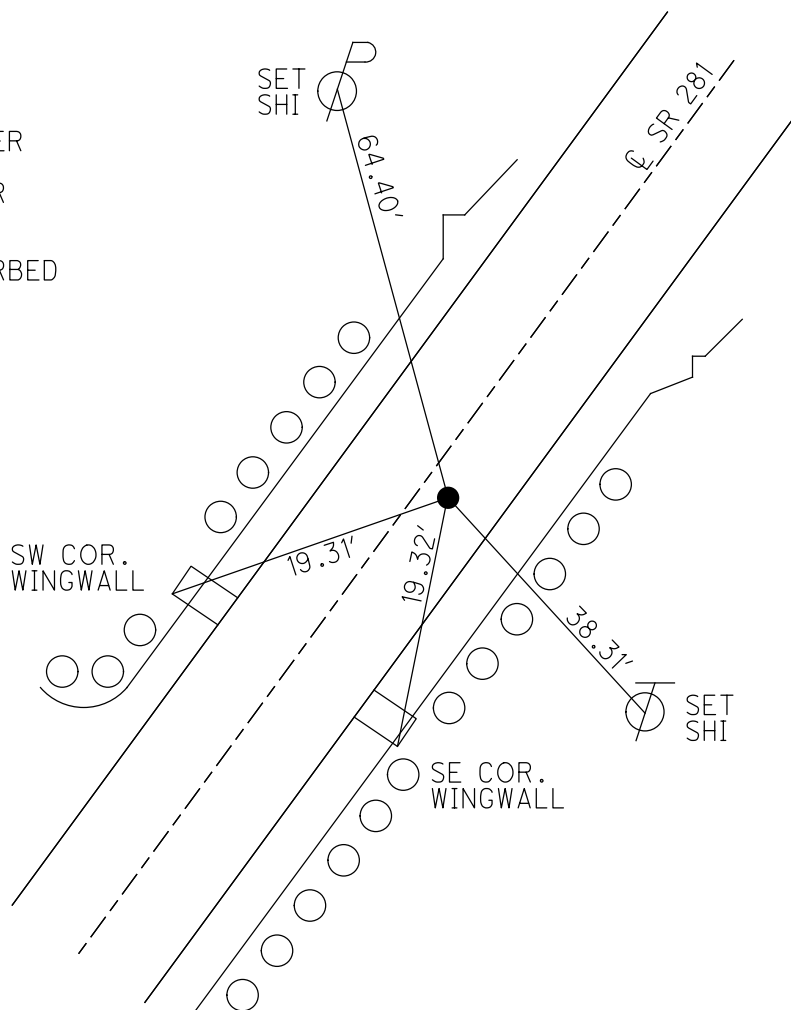 SET
SHI
ER
R
RBED
64.40'
℄ SR 281
SW COR.
WINGWALL
19.31'
19.32'
38.31'
SET
SHI
SE COR.
WINGWALL